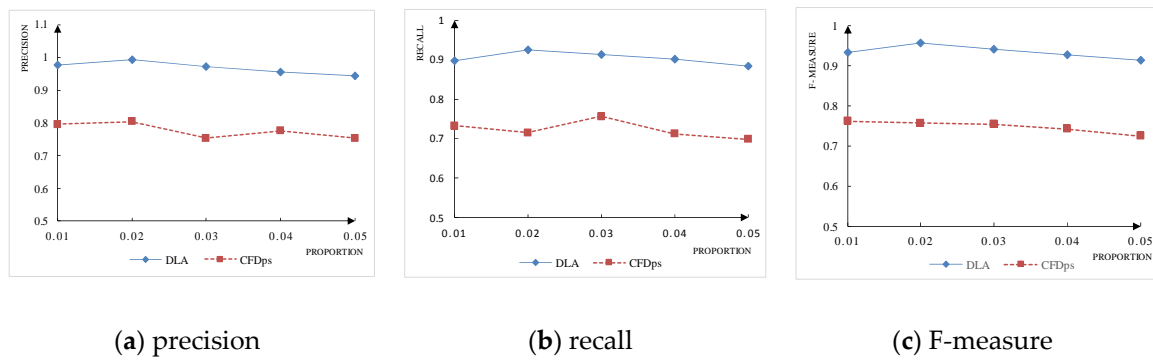 PRECISION
1.1
1
0.9
0.8
0.7
0.6
0.5
0.01 0.02 0.03 0.04 0.05
PROPORTION
DLA CFDps
(a) precision
RECALL
1
0.9
0.8
0.7
0.6
0.5
0.01 0.02 0.03 0.04 0.05
PROPORTION
DLA CFDps
(b) recall
F- MEASURE
1
0.9
0.8
0.7
0.6
0.5
0.01 0.02 0.03 0.04 0.05
PROPORTION
DLA CFDps
(c) F-measure